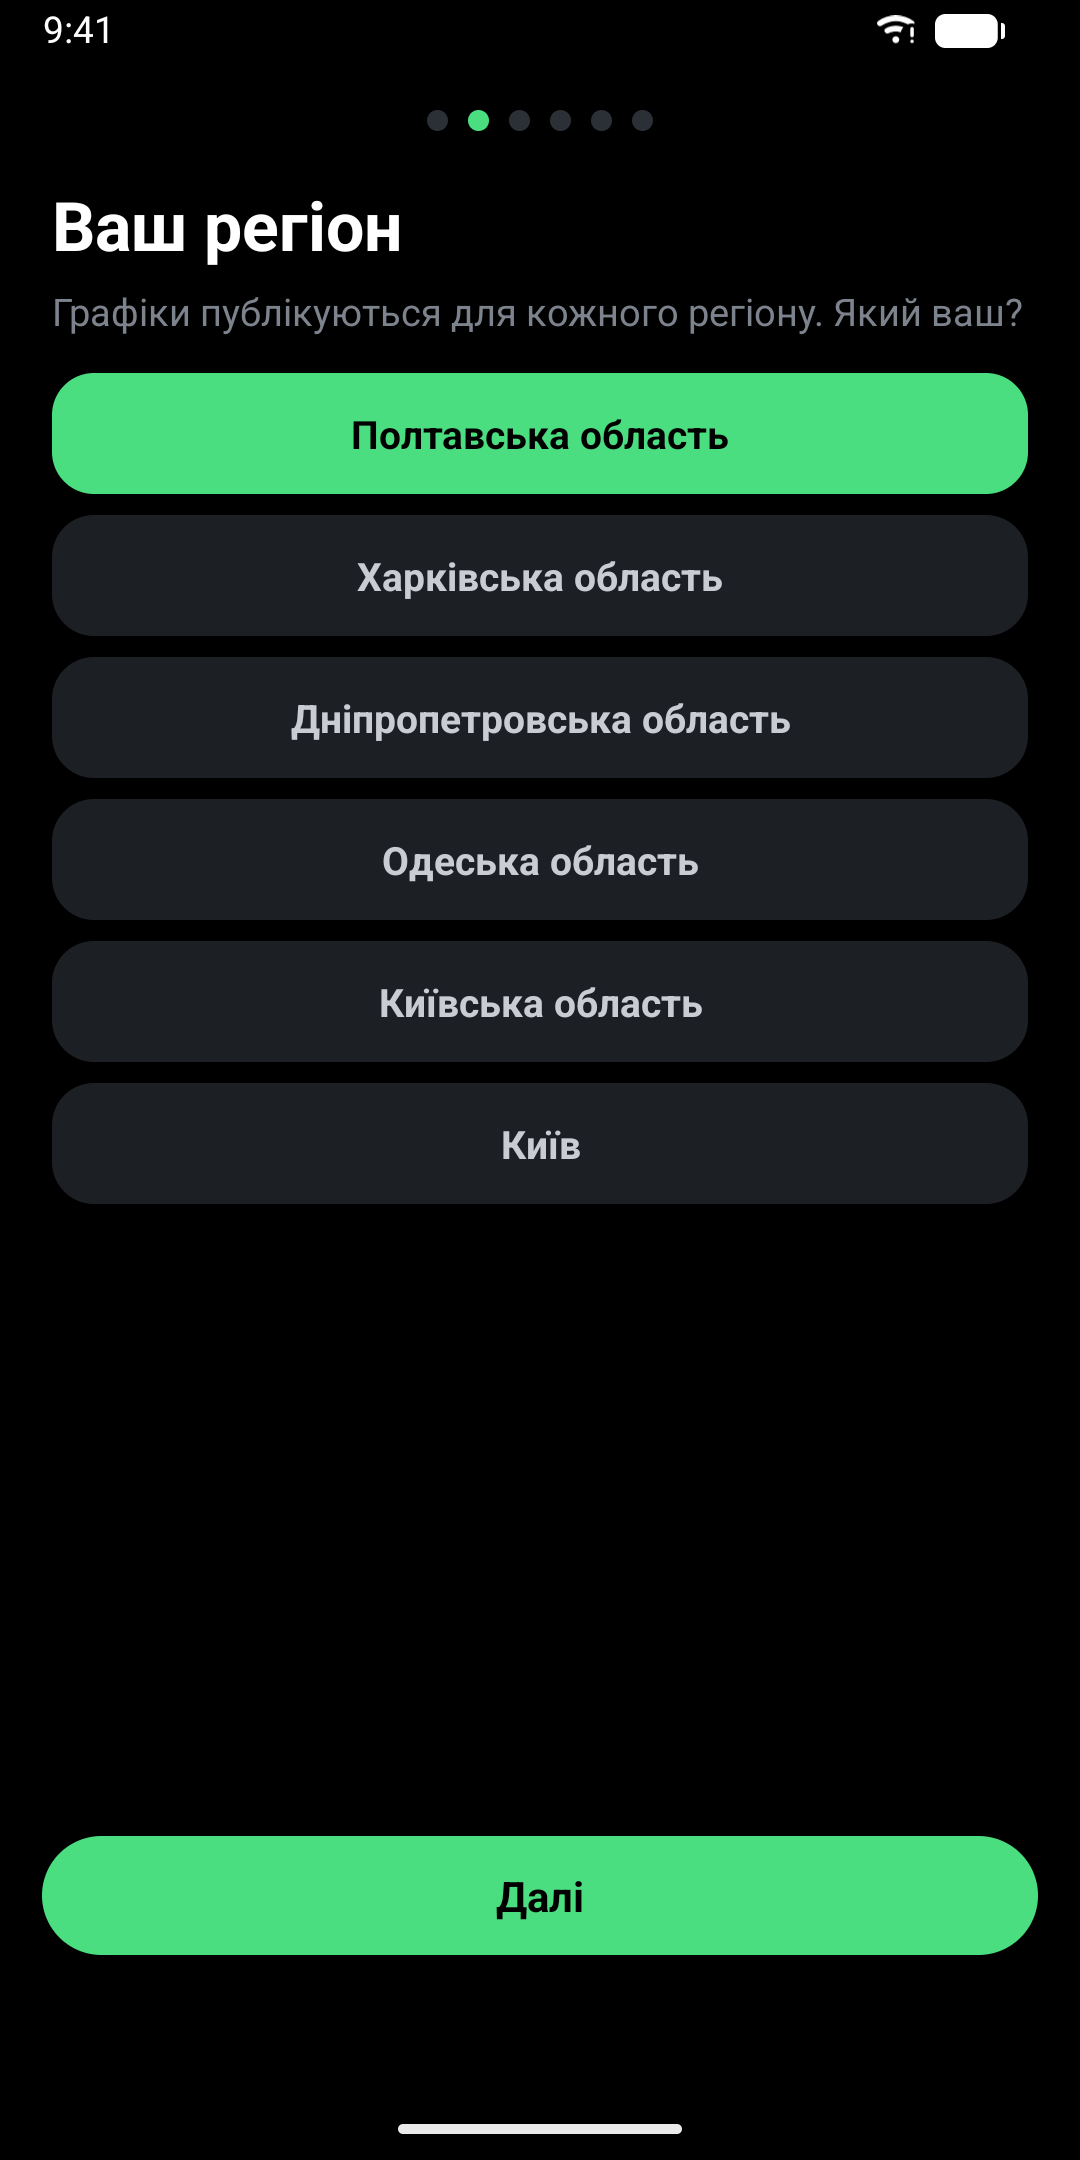 9:41
Ваш регіон
Графіки публікуються для кожного регіону. Який ваш?
Полтавська область
Харківська область
Дніпропетровська область
Одеська область
Київська область
Київ
Далі